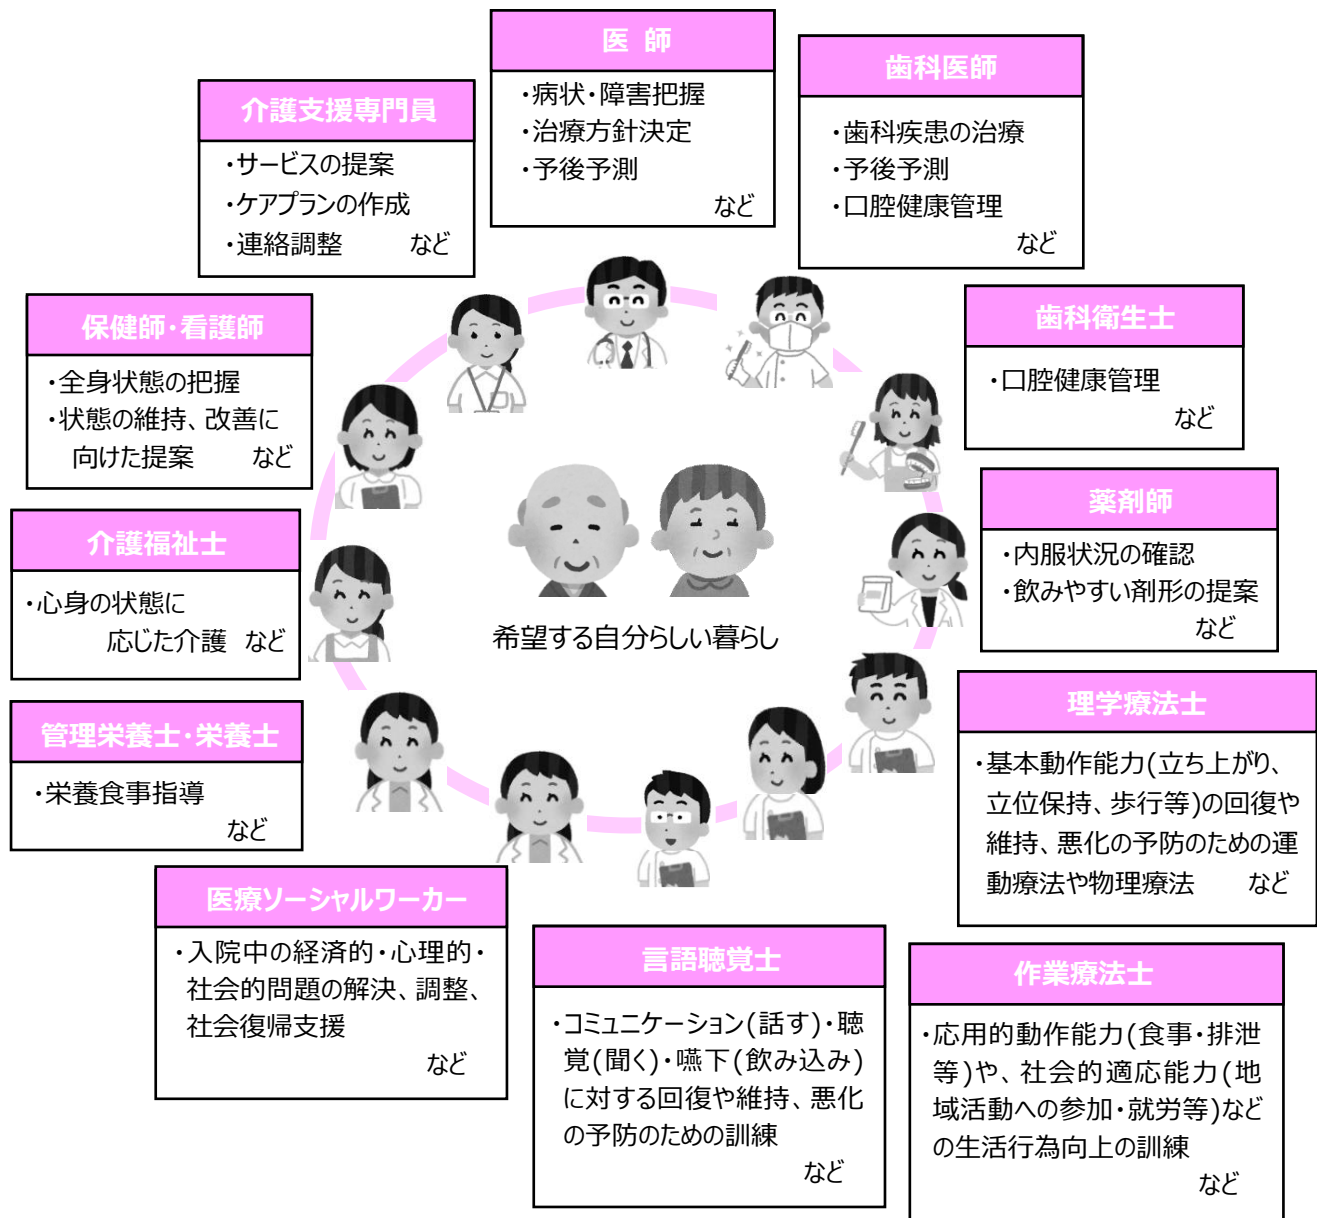 医 師
・病状・障害把握
・治療方針決定
・予後予測
など
歯科医師
・歯科疾患の治療
・予後予測
・口腔健康管理
など
介護支援専門員
・サービスの提案
・ケアプランの作成
・連絡調整 など
保健師・看護師
・全身状態の把握
・状態の維持、改善に
向けた提案 など
歯科衛生士
・口腔健康管理
など
薬剤師
・内服状況の確認
・飲みやすい剤形の提案
など
介護福祉士
・心身の状態に
応じた介護 など
希望する自分らしい暮らし
理学療法士
・基本動作能力(立ち上がり、
立位保持、歩行等)の回復や
維持、悪化の予防のための運
動療法や物理療法 など
管理栄養士・栄養士
・栄養食事指導
など
医療ソーシャルワーカー
・入院中の経済的・心理的・
社会的問題の解決、調整、
社会復帰支援
など
言語聴覚士
・コミュニケーション(話す)・聴
覚(聞く)・嚥下(飲み込み)
に対する回復や維持、悪化
の予防のための訓練
など
作業療法士
・応用的動作能力(食事・排泄
等)や、社会的適応能力(地
域活動への参加・就労等)など
の生活行為向上の訓練
など